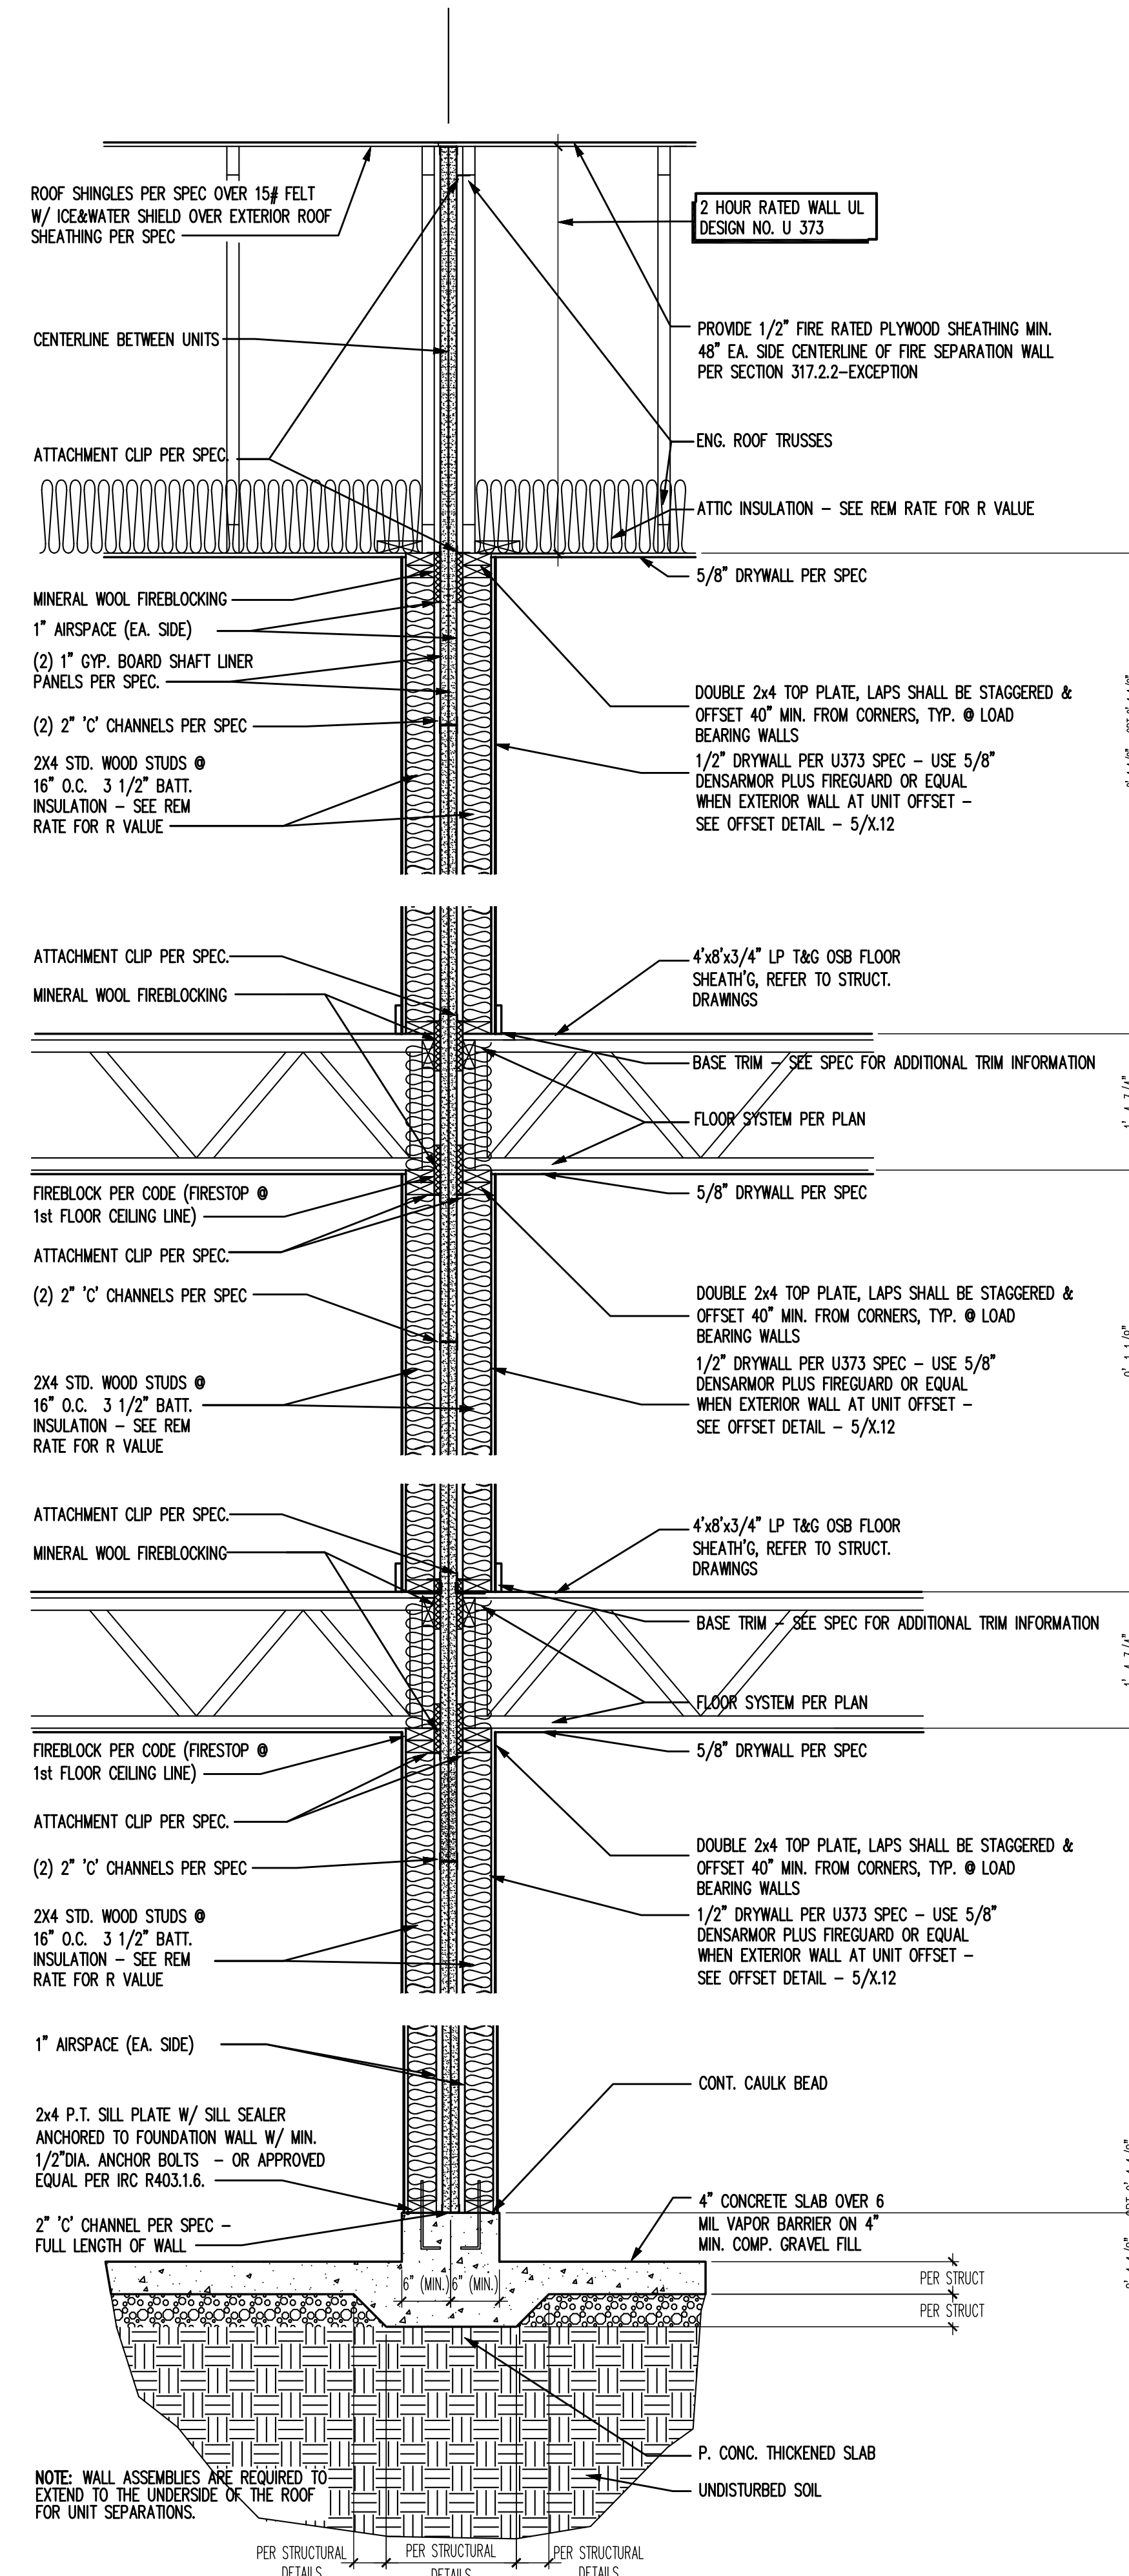 ROOF SHINGLES PER SPEC OVER 15# FELT
W/ ICE&WATER SHIELD OVER EXTERIOR ROOF
SHEATHING PER SPEC
2 HOUR RATED WALL UL
DESIGN NO. U 373
CENTERLINE BETWEEN UNITS
PROVIDE 1/2" FIRE RATED PLYWOOD SHEATHING MIN.
48" EA. SIDE CENTERLINE OF FIRE SEPARATION WALL
PER SECTION 317.2.2-EXCEPTION
ATTACHMENT CLIP PER SPEC.
ENG. ROOF TRUSSES
ATTIC INSULATION - SEE REM RATE FOR R VALUE
5/8" DRYWALL PER SPEC
MINERAL WOOL FIREBLOCKING
1" AIRSPACE (EA. SIDE)
(2) 1" GYP. BOARD SHAFT LINER
PANELS PER SPEC.
(2) 2" 'C' CHANNELS PER SPEC
2X4 STD. WOOD STUDS @
16" O.C. 3 1/2" BATT.
INSULATION - SEE REM
RATE FOR R VALUE
DOUBLE 2x4 TOP PLATE, LAPS SHALL BE STAGGERED &
OFFSET 40" MIN. FROM CORNERS, TYP. @ LOAD
BEARING WALLS
1/2" DRYWALL PER U373 SPEC - USE 5/8"
DENSARMOR PLUS FIREGUARD OR EQUAL
WHEN EXTERIOR WALL AT UNIT OFFSET -
SEE OFFSET DETAIL - 5/X.12
ATTACHMENT CLIP PER SPEC.
MINERAL WOOL FIREBLOCKING
4'x8'x3/4" LP T&G OSB FLOOR
SHEATH'G, REFER TO STRUCT.
DRAWINGS
BASE TRIM - SEE SPEC FOR ADDITIONAL TRIM INFORMATION
FLOOR SYSTEM PER PLAN
FIREBLOCK PER CODE (FIRESTOP @
1st FLOOR CEILING LINE)
5/8" DRYWALL PER SPEC
ATTACHMENT CLIP PER SPEC.
(2) 2" 'C' CHANNELS PER SPEC
DOUBLE 2x4 TOP PLATE, LAPS SHALL BE STAGGERED &
OFFSET 40" MIN. FROM CORNERS, TYP. @ LOAD
BEARING WALLS
2X4 STD. WOOD STUDS @
16" O.C. 3 1/2" BATT.
INSULATION - SEE REM
RATE FOR R VALUE
1/2" DRYWALL PER U373 SPEC - USE 5/8"
DENSARMOR PLUS FIREGUARD OR EQUAL
WHEN EXTERIOR WALL AT UNIT OFFSET -
SEE OFFSET DETAIL - 5/X.12
ATTACHMENT CLIP PER SPEC.
MINERAL WOOL FIREBLOCKING
4'x8'x3/4" LP T&G OSB FLOOR
SHEATH'G, REFER TO STRUCT.
DRAWINGS
BASE TRIM - SEE SPEC FOR ADDITIONAL TRIM INFORMATION
FLOOR SYSTEM PER PLAN
FIREBLOCK PER CODE (FIRESTOP @
1st FLOOR CEILING LINE)
5/8" DRYWALL PER SPEC
ATTACHMENT CLIP PER SPEC.
(2) 2" 'C' CHANNELS PER SPEC
DOUBLE 2x4 TOP PLATE, LAPS SHALL BE STAGGERED &
OFFSET 40" MIN. FROM CORNERS, TYP. @ LOAD
BEARING WALLS
2X4 STD. WOOD STUDS @
16" O.C. 3 1/2" BATT.
INSULATION - SEE REM
RATE FOR R VALUE
1/2" DRYWALL PER U373 SPEC - USE 5/8"
DENSARMOR PLUS FIREGUARD OR EQUAL
WHEN EXTERIOR WALL AT UNIT OFFSET -
SEE OFFSET DETAIL - 5/X.12
1" AIRSPACE (EA. SIDE)
CONT. CAULK BEAD
2x4 P.T. SILL PLATE W/ SILL SEALER
ANCHORED TO FOUNDATION WALL W/ MIN.
1/2"DIA. ANCHOR BOLTS - OR APPROVED
EQUAL PER IRC R403.1.6.
2" 'C' CHANNEL PER SPEC -
FULL LENGTH OF WALL
4" CONCRETE SLAB OVER 6
MIL VAPOR BARRIER ON 4"
MIN. COMP. GRAVEL FILL
6" (MIN.) 6" (MIN.)
PER STRUCT
PER STRUCT
P. CONC. THICKENED SLAB
UNDISTURBED SOIL
NOTE: WALL ASSEMBLIES ARE REQUIRED TO
EXTEND TO THE UNDERSIDE OF THE ROOF
FOR UNIT SEPARATIONS.
PER STRUCTURAL
DETAILS
PER STRUCTURAL
DETAILS
PER STRUCTURAL
DETAILS